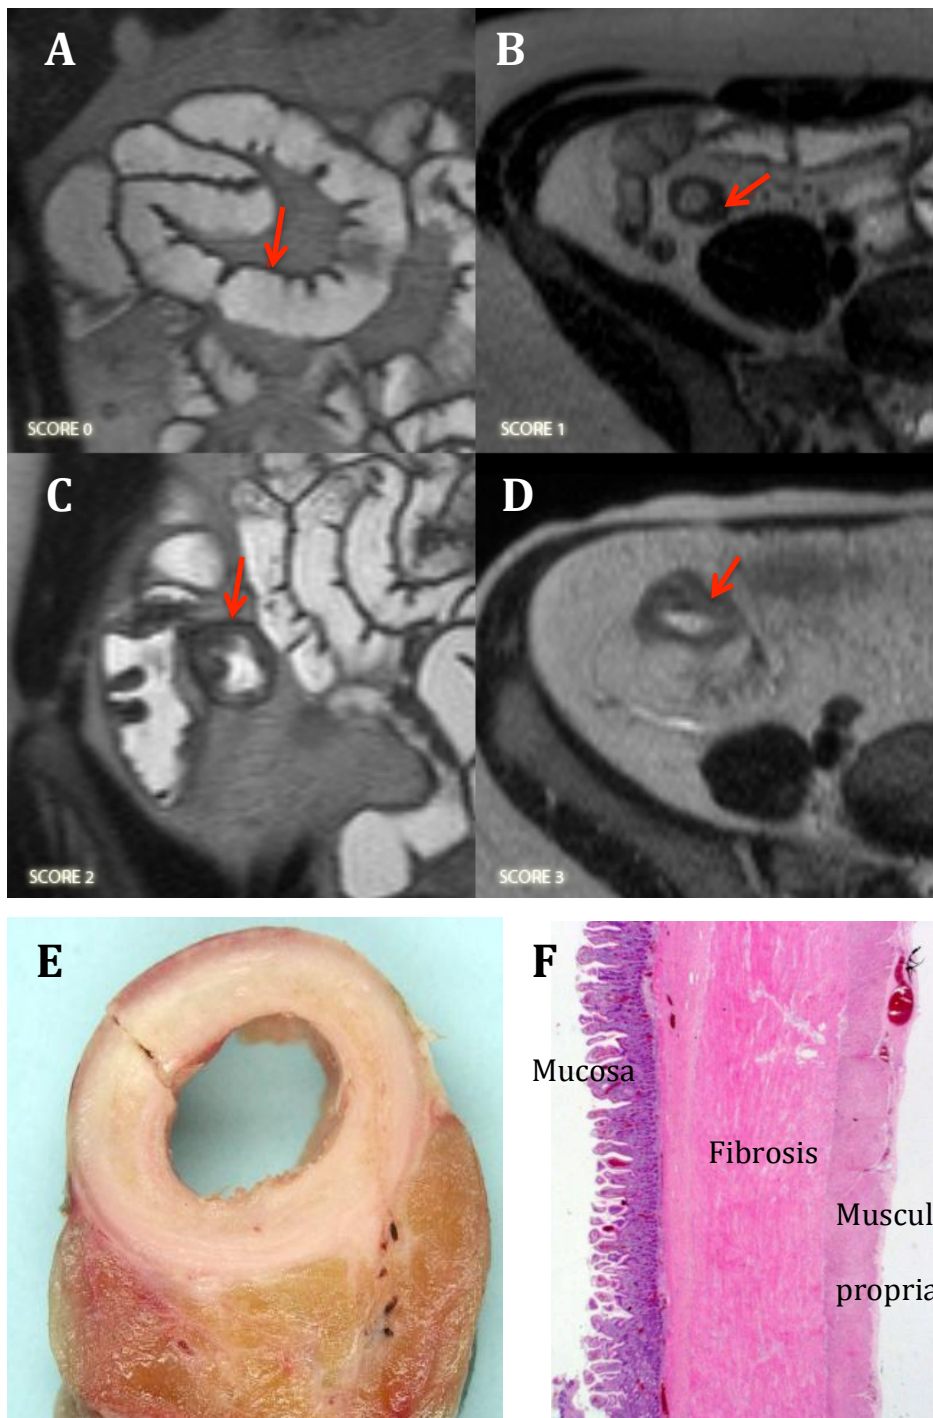 A
B
SCORE 0
SCORE 1
C
D
SCORE 2
SCORE 3
E
F
Mucosa
Fibrosis
Muscul
propria